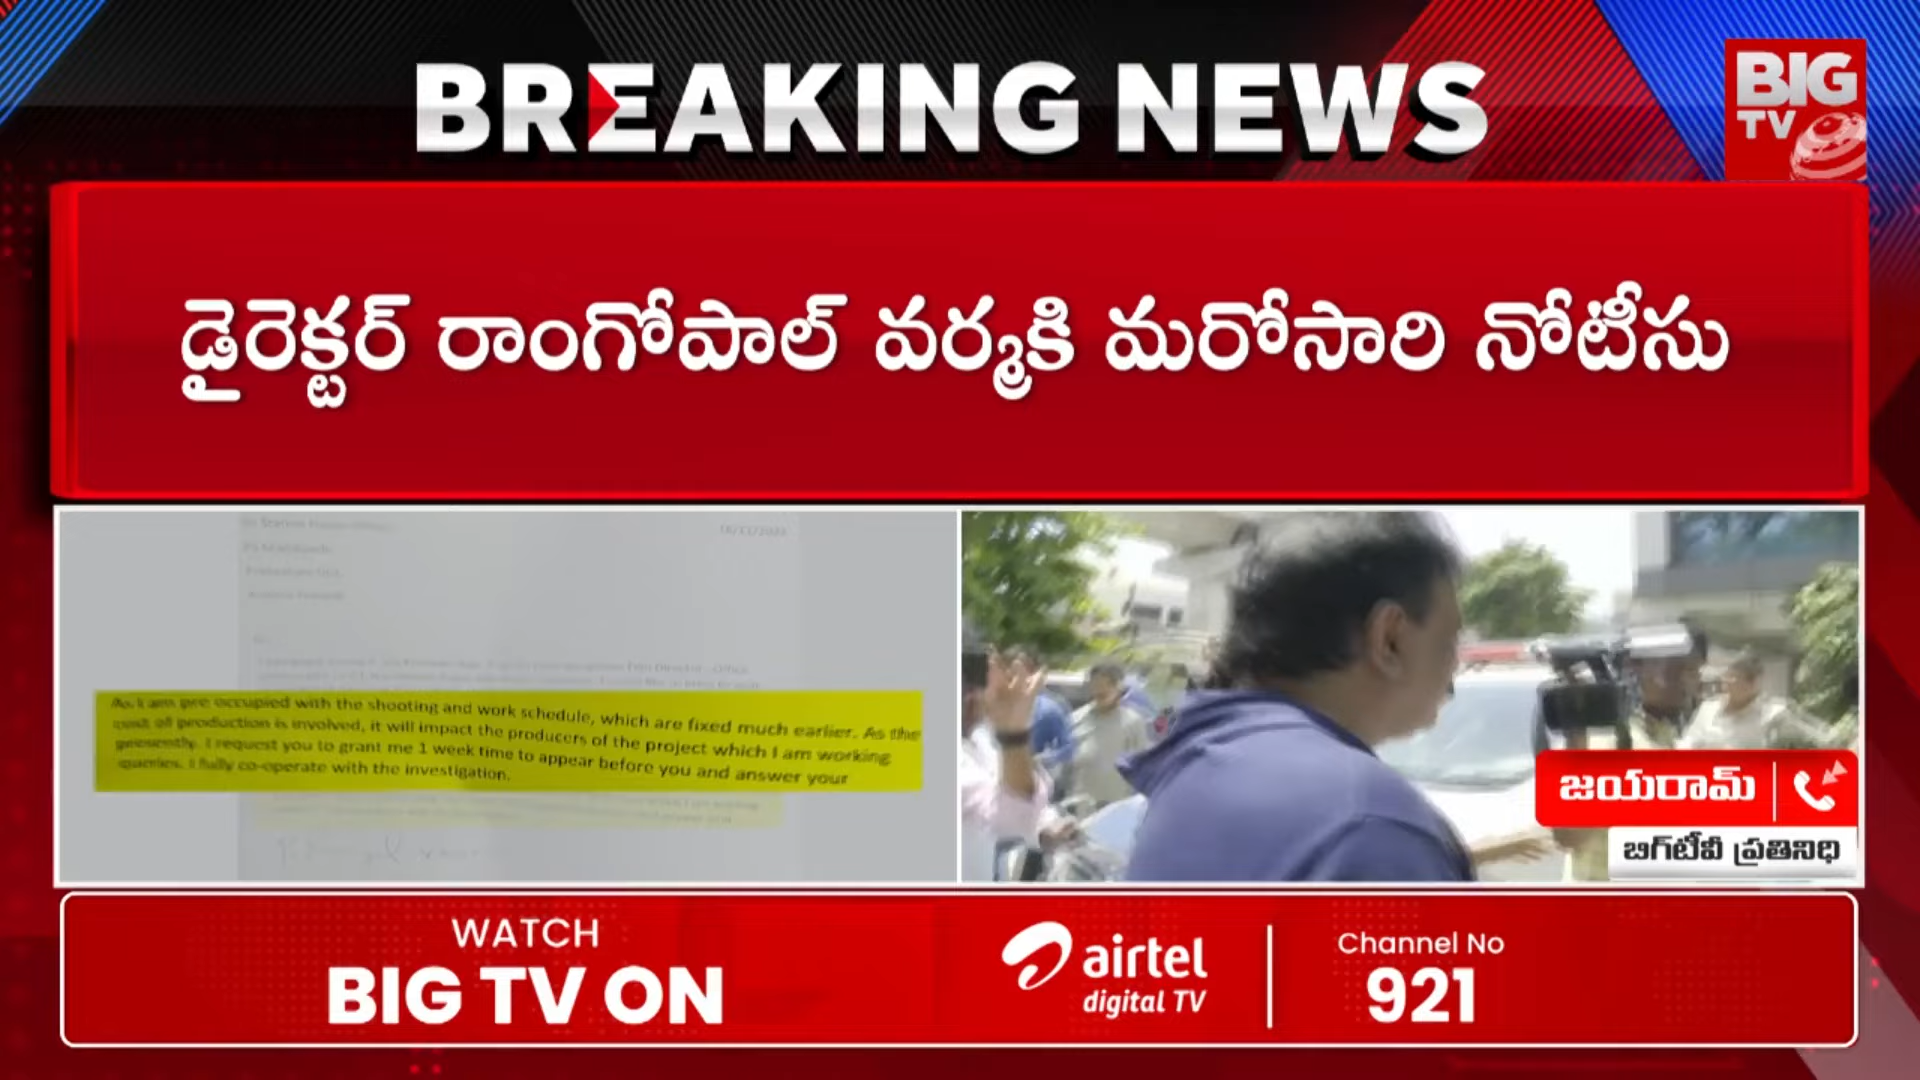 BREAKING NEWS
BIG
TV
డైరెక్టర్ రాంగోపాల్ వర్మకి మరోసారి నోటీసు
As I am pre occupied with the shooting and work schedule, which are fixed much earlier. As the
cost of production is involved, it will impact the producers of the project which I am working
presently. I request you to grant me 1 week time to appear before you and answer your
queries. I fully co-operate with the investigation.
జయరామ్
బిగ్‌టీవీ ప్రతినిధి
WATCH
BIG TV ON
airtel
digital TV
Channel No
921